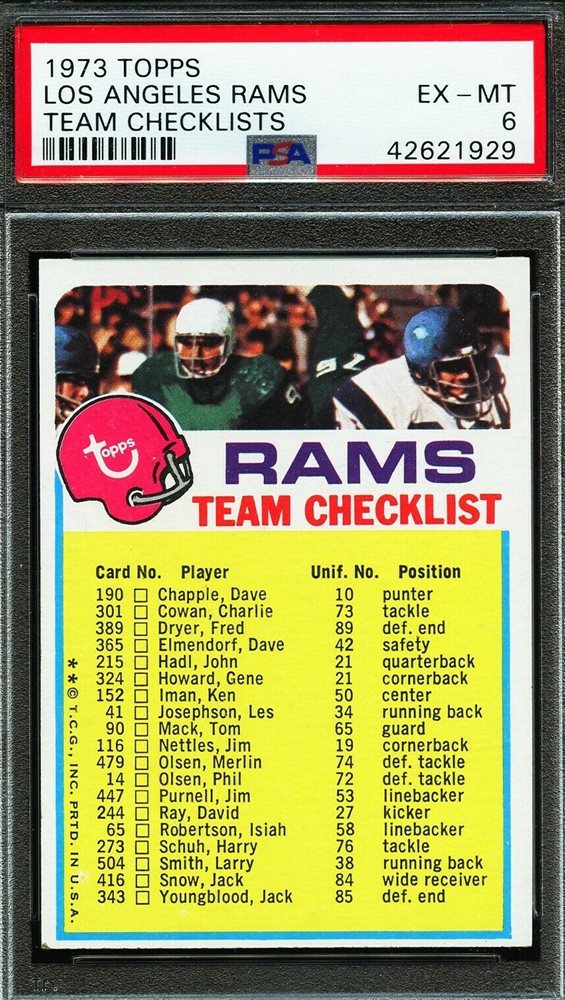 1973 TOPPS
LOS ANGELES RAMS EX - MT
TEAM CHECKLISTS 6
PSA 42621929
75
topps
RAMS
TEAM CHECKLIST
Card No. Player Unif. No. Position
190 □ Chapple, Dave 10 punter
301 □ Cowan, Charlie 73 tackle
389 □ Dryer, Fred 89 def. end
365 □ Elmendorf, Dave 42 safety
215 □ Hadl, John 21 quarterback
324 □ Howard, Gene 21 cornerback
152 □ Iman, Ken 50 center
41 □ Josephson, Les 34 running back
90 □ Mack, Tom 65 guard
116 □ Nettles, Jim 19 cornerback
479 □ Olsen, Merlin 74 def. tackle
14 □ Olsen, Phil 72 def. tackle
447 □ Purnell, Jim 53 linebacker
244 □ Ray, David 27 kicker
65 □ Robertson, Isiah 58 linebacker
273 □ Schuh, Harry 76 tackle
504 □ Smith, Larry 38 running back
416 □ Snow, Jack 84 wide receiver
343 □ Youngblood, Jack 85 def. end
* * © T.C.G., INC. PRTD. IN U.S.A.